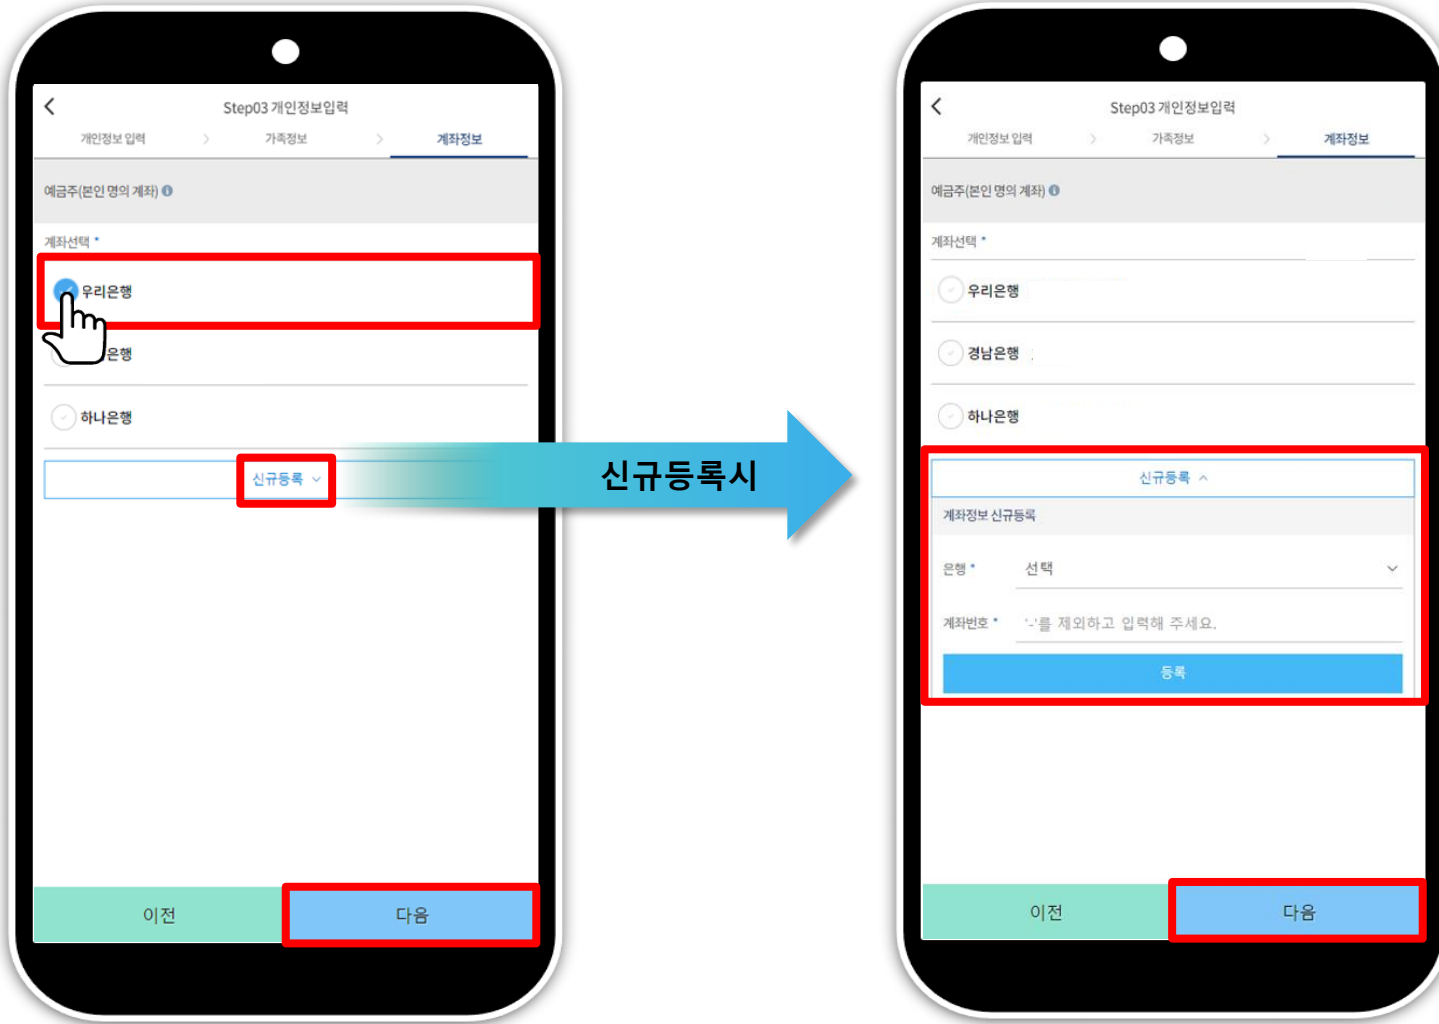 Step03 개인정보입력
개인정보 입력 > 가족정보 > 계좌정보
예금주(본인 명의 계좌)
계좌선택 *
우리은행
은행
하나은행
신규등록
이전 다음
신규등록시
Step03 개인정보입력
개인정보 입력 > 가족정보 > 계좌정보
예금주(본인 명의 계좌)
계좌선택 *
우리은행
경남은행
하나은행
신규등록
계좌정보 신규등록
은행 * 선택
계좌번호 * '-'를 제외하고 입력해 주세요.
등록
이전 다음